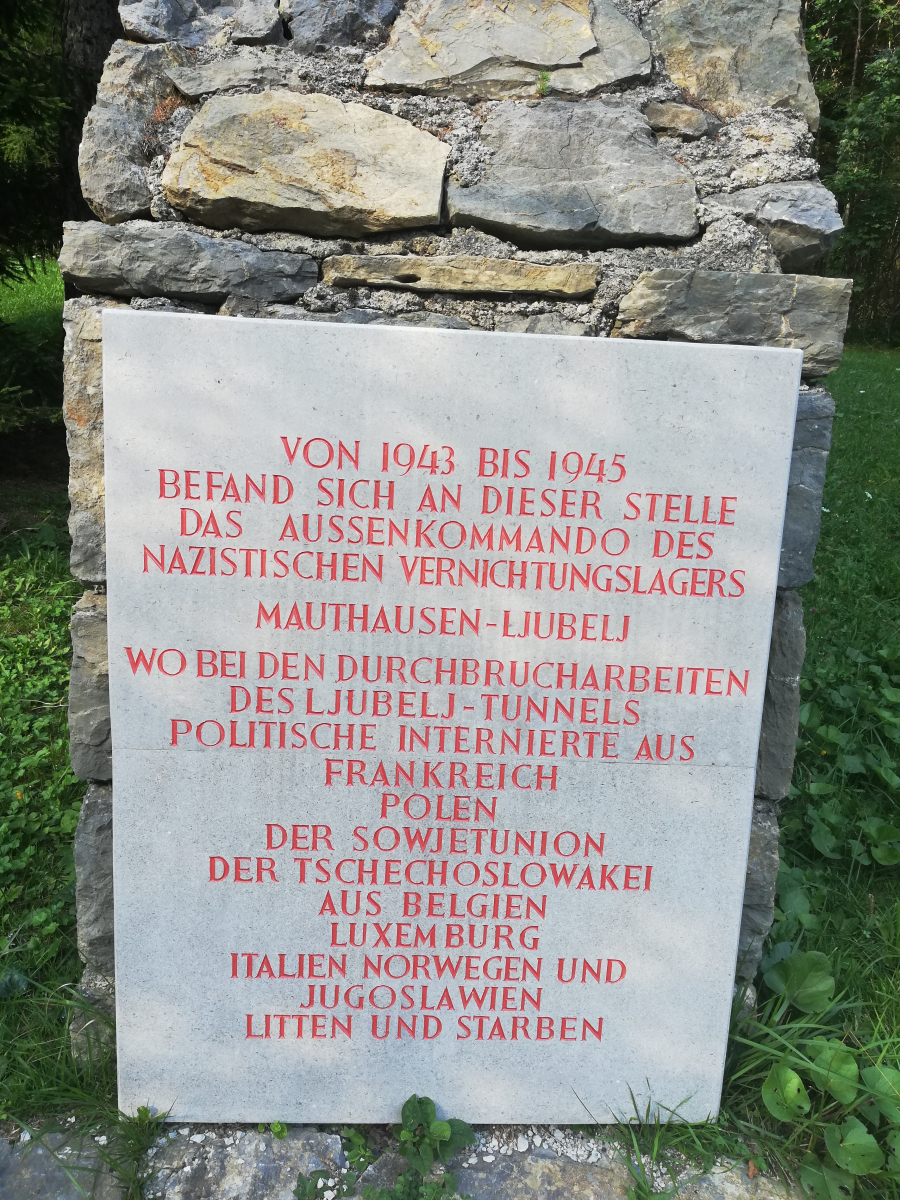 VON 1943 BIS 1945
BEFAND SICH AN DIESER STELLE
DAS AUSSENKOMMANDO DES
NAZISTISCHEN VERNICHTUNGSLAGERS
MAUTHAUSEN-LJUBELJ
WO BEI DEN DURCHBRUCHARBEITEN
DES LJUBELJ-TUNNELS
POLITISCHE INTERNIERTE AUS
FRANKREICH
POLEN
DER SOWJETUNION
DER TSCHECHOSLOWAKEI
AUS BELGIEN
LUXEMBURG
ITALIEN NORWEGEN UND
JUGOSLAWIEN
LITTEN UND STARBEN